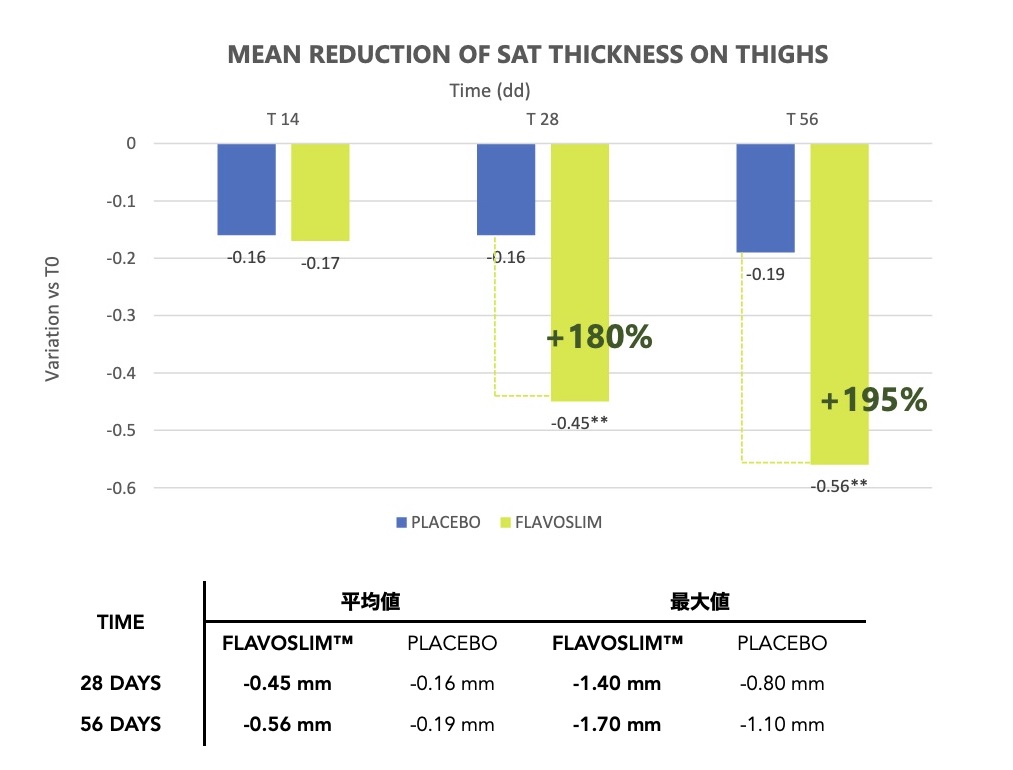 MEAN REDUCTION OF SAT THICKNESS ON THIGHS
Time (dd)
T 14 T 28 T 56
0
-0.1
-0.2
-0.3
-0.4
-0.5
-0.6
Variation vs T0
-0.16 -0.17
-0.16 -0.45**
-0.19 -0.56**
+180%
+195%
PLACEBO FLAVOSLIM
TIME 平均値 最大値
FLAVOSLIM™ PLACEBO FLAVOSLIM™ PLACEBO
28 DAYS -0.45 mm -0.16 mm -1.40 mm -0.80 mm
56 DAYS -0.56 mm -0.19 mm -1.70 mm -1.10 mm